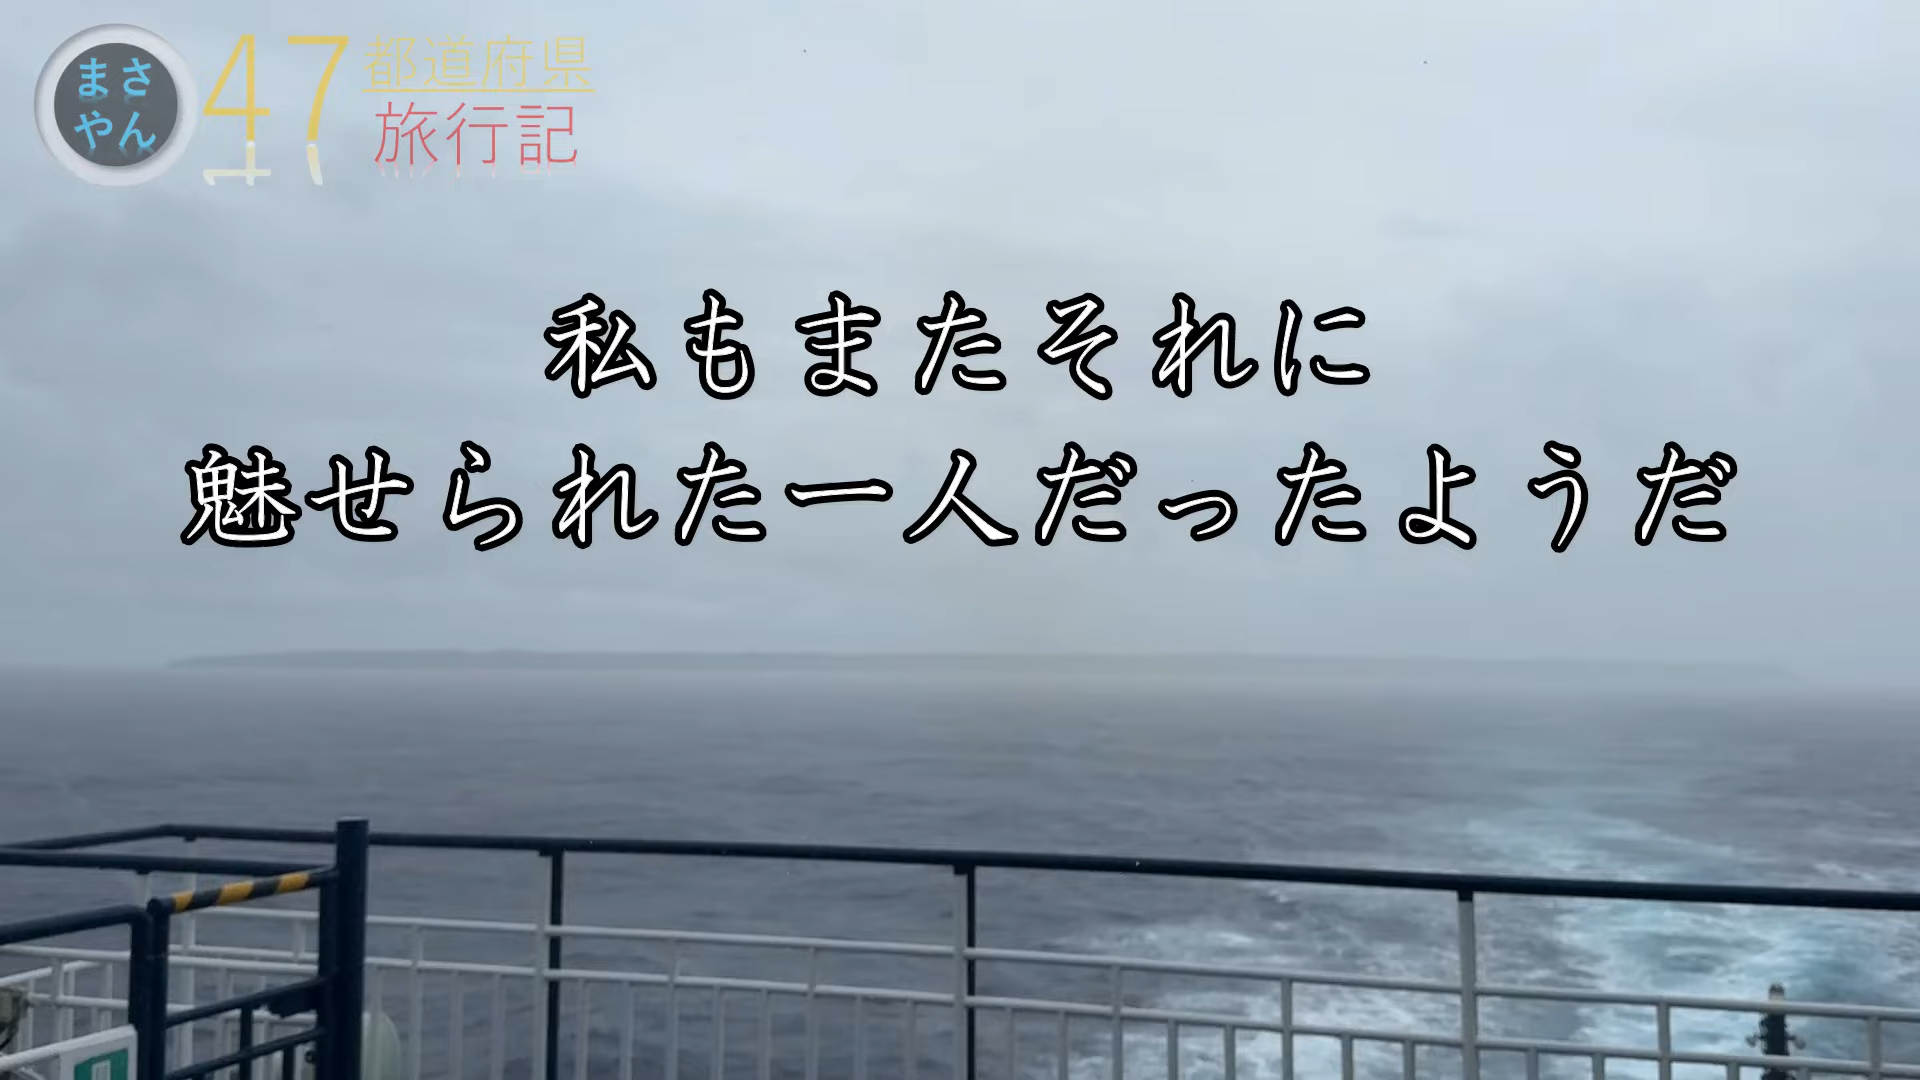 まさ
やん
47
都道府県
旅行記
私もまたそれに
魅せられた一人だったようだ